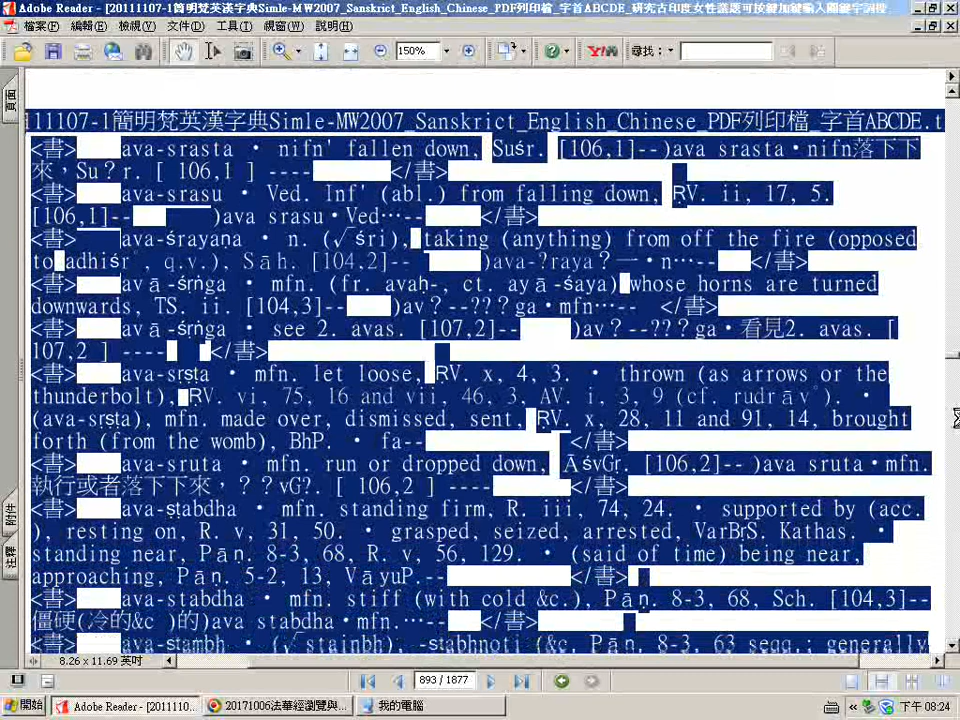 Adobe Reader - [20111107-1簡明梵英漢字典Simle-MW2007_Sanskrict_English_Chinese_PDF列印檔_字首ABCDE_研究古印度女性議題可按鍵鍵輸入關鍵字詞搜
檔案(F) 編輯(E) 檢視(V) 文件(D) 工具(T) 視窗(W) 說明(H)
150% Y! 尋找：
頁面
附件
註釋
111107-1簡明梵英漢字典Simle-MW2007_Sanskrict_English_Chinese_PDF列印檔_字首ABCDE.t
<書> ava-srasta · nifn' fallen down, Suśr. [106,1]--)ava srasta·nifn落下下
來，Su？r. [ 106,1 ] ---- </書>
<書> ava-srasu · Ved. Inf' (abl.) from falling down, ṚV. ii, 17, 5.
[106,1]-- )ava srasu·Ved…-- </書>
<書> ava-śrayaṇa · n. (√śri), taking (anything) from off the fire (opposed
to adhiśr°, q.v.), Sāh. [104,2]-- )ava-?raya？一·n…-- </書>
<書> avā-śṛṅga · mfn. (fr. avaḥ-, ct. ayā-śaya) whose horns are turned
downwards, TS. ii. [104,3]-- )av？--???ga·mfn…-- </書>
<書> avā-śṛṅga · see 2. avas. [107,2]-- )av？--???ga·看見2. avas. [
107,2 ] ---- </書>
<書> ava-sṛṣṭa · mfn. let loose, ṚV. x, 4, 3. · thrown (as arrows or the
thunderbolt), ṚV. vi, 75, 16 and vii, 46, 3, AV. i, 3, 9 (cf. rudrāv°). ·
(ava-sṛṣṭa), mfn. made over, dismissed, sent, ṚV. x, 28, 11 and 91, 14, brought
forth (from the womb), BhP. · fa-- </書>
<書> ava-sruta · mfn. run or dropped down, ĀśvGṛ. [106,2]--)ava sruta·mfn.
執行或者落下下來，？？vG?. [ 106,2 ] ---- </書>
<書> ava-ṣṭabdha · mfn. standing firm, R. iii, 74, 24. · supported by (acc.
), resting on, R. v, 31, 50. · grasped, seized, arrested, VarBṛS. Kathas. ·
standing near, Pāṇ. 8-3, 68, R. v, 56, 129. · (said of time) being near,
approaching, Pāṇ. 5-2, 13, VāyuP.-- </書>
<書> ava-stabdha · mfn. stiff (with cold &c.), Pāṇ. 8-3, 68, Sch. [104,3]--
僵硬(冷的&c )的)ava stabdha·mfn.…-- </書>
<書> ava-ṣṭambh · (√stainbh), -ṣtabhnoti (&c. Pāṇ. 8-3, 63 seqq.; generally
8.26 x 11.69 英吋
893 / 1877
開始 Adobe Reader - [2011110... 20171006法華經瀏覽與... 我的電腦 下午 08:24